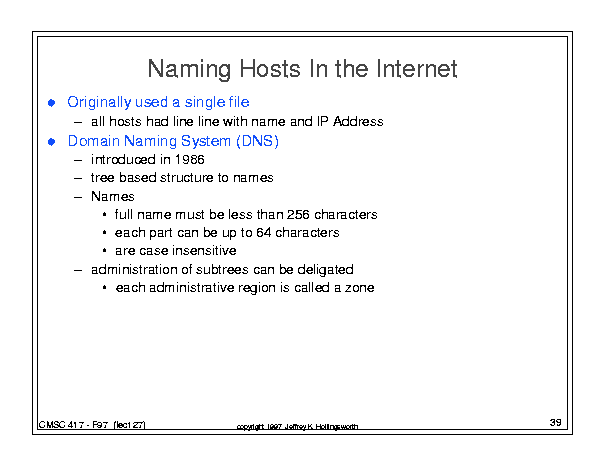 Naming Hosts In the Internet
● Originally used a single file
– all hosts had line line with name and IP Address
● Domain Naming System (DNS)
– introduced in 1986
– tree based structure to names
– Names
• full name must be less than 256 characters
• each part can be up to 64 characters
• are case insensitive
– administration of subtrees can be deligated
• each administrative region is called a zone
CMSC 417 - F97 (lect 27)
copyright 1997 Jeffrey K. Hollingsworth
39